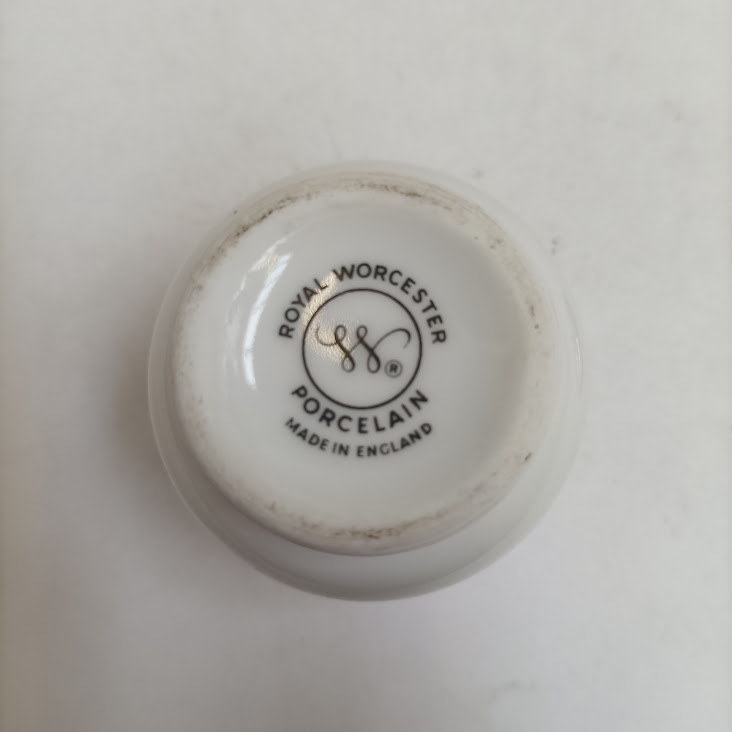 ROYAL WORCESTER
W®
PORCELAIN
MADE IN ENGLAND